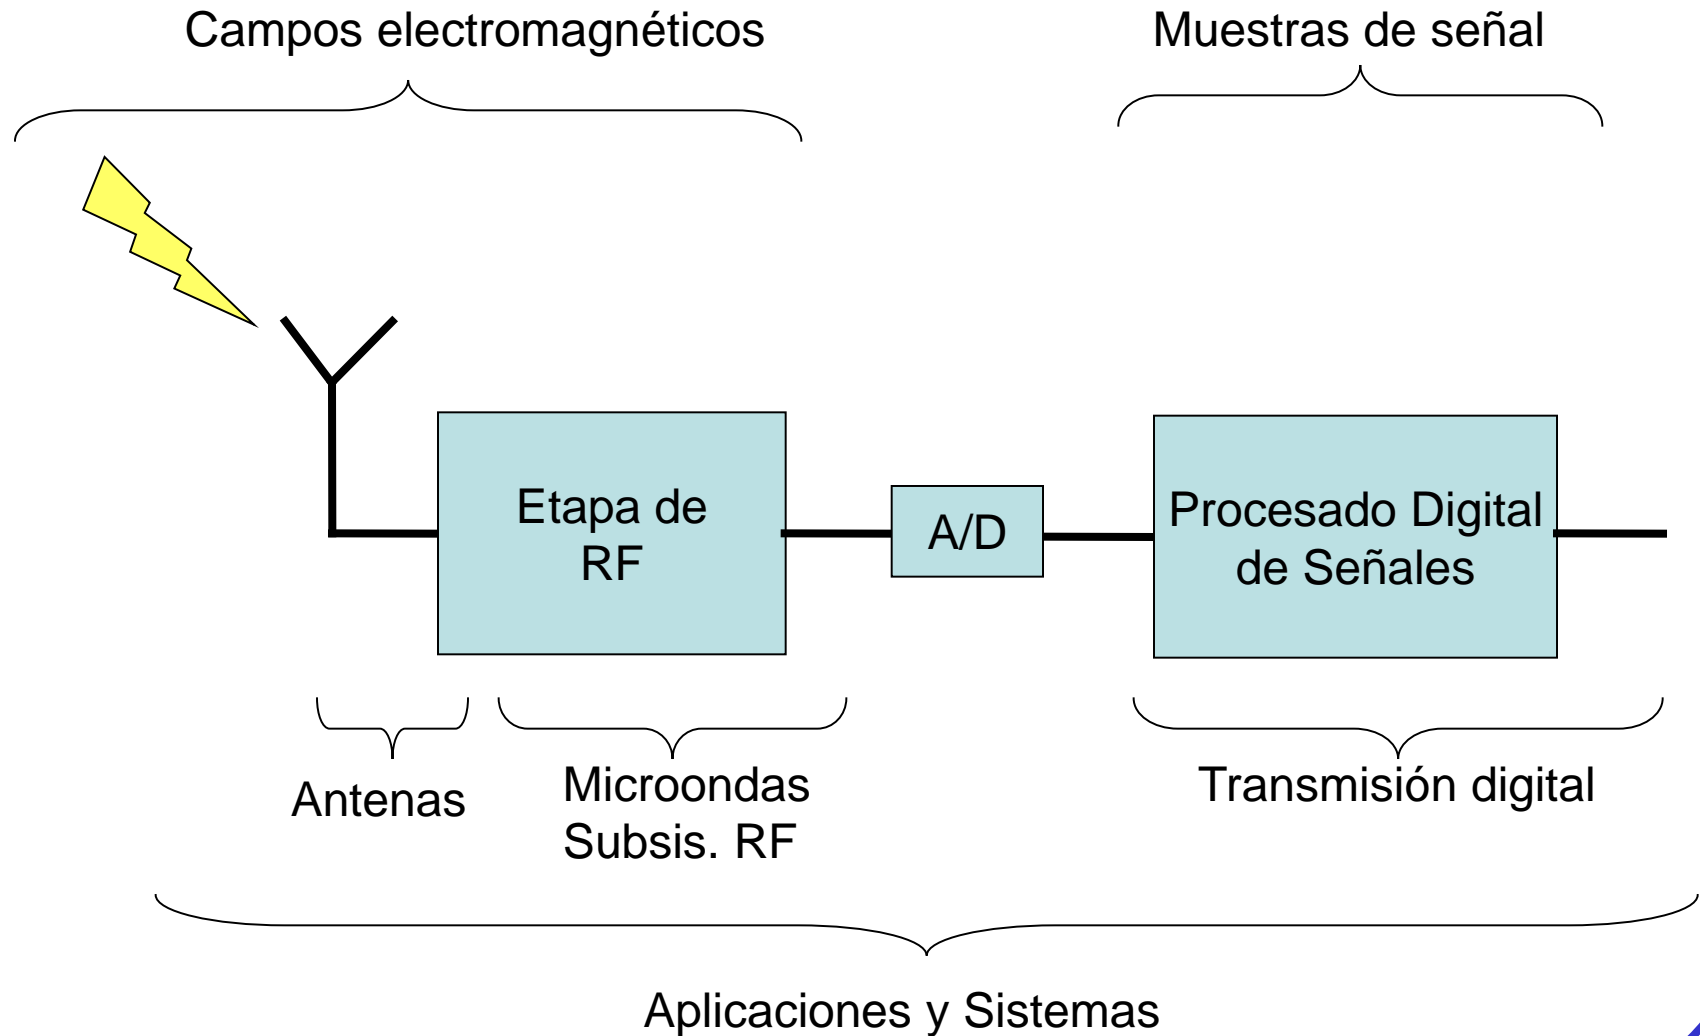 Campos electromagnéticos
Muestras de señal
Etapa de
RF
A/D
Procesado Digital
de Señales
Antenas
Microondas
Subsis. RF
Transmisión digital
Aplicaciones y Sistemas